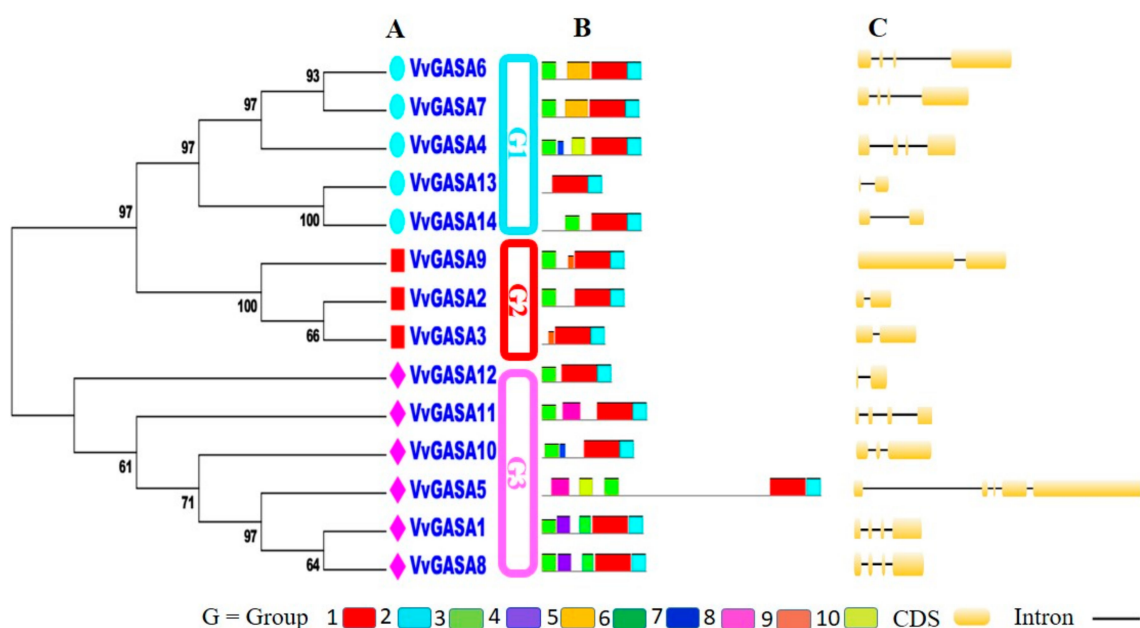 A B C
93 VvGASA6
97 VvGASA7
97 VvGASA4
VvGASA13
97 100 VvGASA14
G1
VvGASA9
100 VvGASA2
66 VvGASA3
G2
VvGASA12
VvGASA11
61 VvGASA10
71 VvGASA5
97 VvGASA1
64 VvGASA8
G3
G = Group 1 2 3 4 5 6 7 8 9 10 CDS Intron